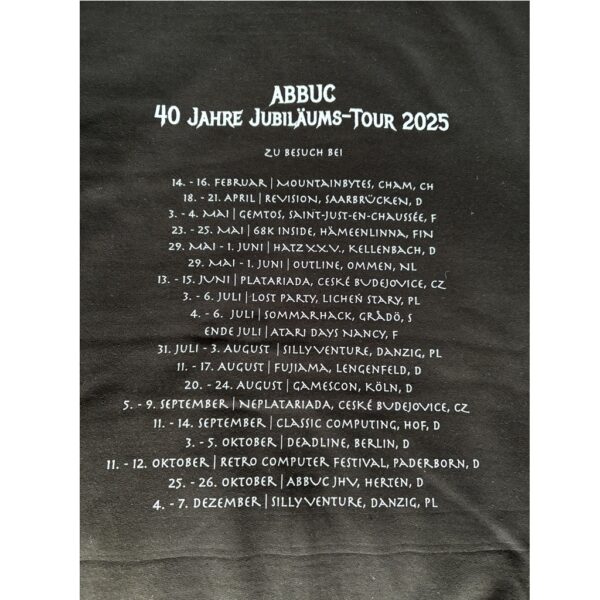 ABBUC
40 Jahre Jubiläums-Tour 2025
zu Besuch bei
14. - 16. Februar | Mountainbytes, Cham, CH
18. - 21. April | Revision, Saarbrücken, D
3. - 4. Mai | Gemtos, Saint-Just-en-Chaussée, F
23. - 25. Mai | 68k Inside, Hämeenlinna, FIN
29. Mai - 1. Juni | Hatz X.X.V., Kellenbach, D
29. Mai - 1. Juni | Outline, Ommen, NL
13. - 15. Juni | Platariada, Ceské Budejovice, CZ
3. - 6. Juli | Lost Party, Licheń Stary, PL
4. - 6. Juli | Sommarhack, Grådö, S
Ende Juli | Atari Days Nancy, F
31. Juli - 3. August | SillyVenture, Danzig, PL
11. - 17. August | Fujiama, Lengenfeld, D
20. - 24. August | Gamescon, Köln, D
5. - 9. September | Neplatariada, Ceské Budejovice, CZ
11. - 14. September | Classic Computing, Hof, D
3. - 5. Oktober | Deadline, Berlin, D
11. - 12. Oktober | Retro Computer Festival, Paderborn, D
25. - 26. Oktober | ABBUC JHV, Herten, D
4. - 7. Dezember | SillyVenture, Danzig, PL